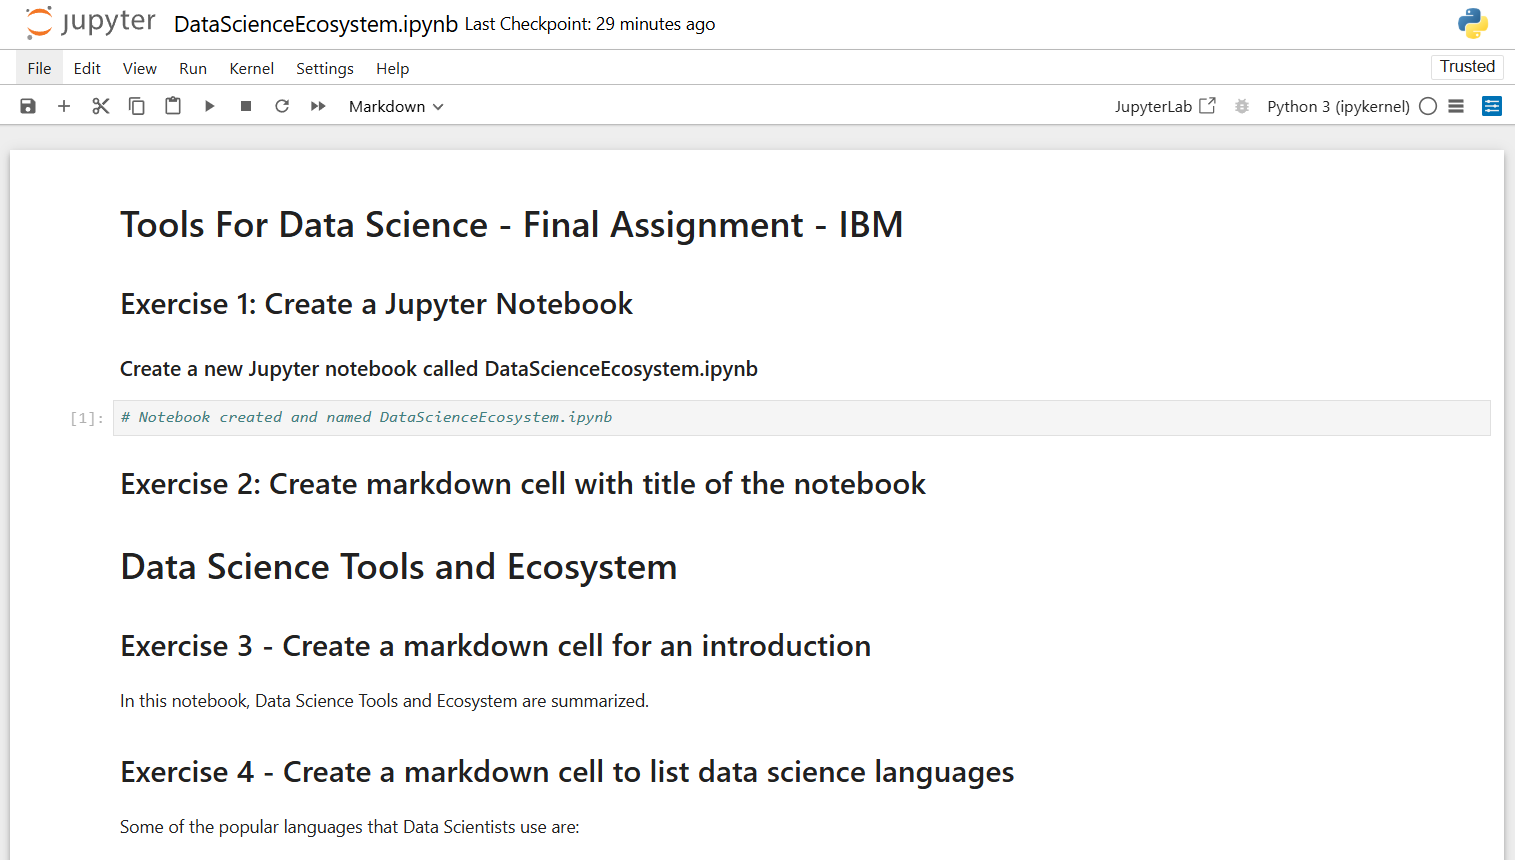 jupyter DataScienceEcosystem.ipynb Last Checkpoint: 29 minutes ago
File Edit View Run Kernel Settings Help Trusted
Markdown JupyterLab Python 3 (ipykernel)
Tools For Data Science - Final Assignment - IBM
Exercise 1: Create a Jupyter Notebook
Create a new Jupyter notebook called DataScienceEcosystem.ipynb
[1]: # Notebook created and named DataScienceEcosystem.ipynb
Exercise 2: Create markdown cell with title of the notebook
Data Science Tools and Ecosystem
Exercise 3 - Create a markdown cell for an introduction
In this notebook, Data Science Tools and Ecosystem are summarized.
Exercise 4 - Create a markdown cell to list data science languages
Some of the popular languages that Data Scientists use are: